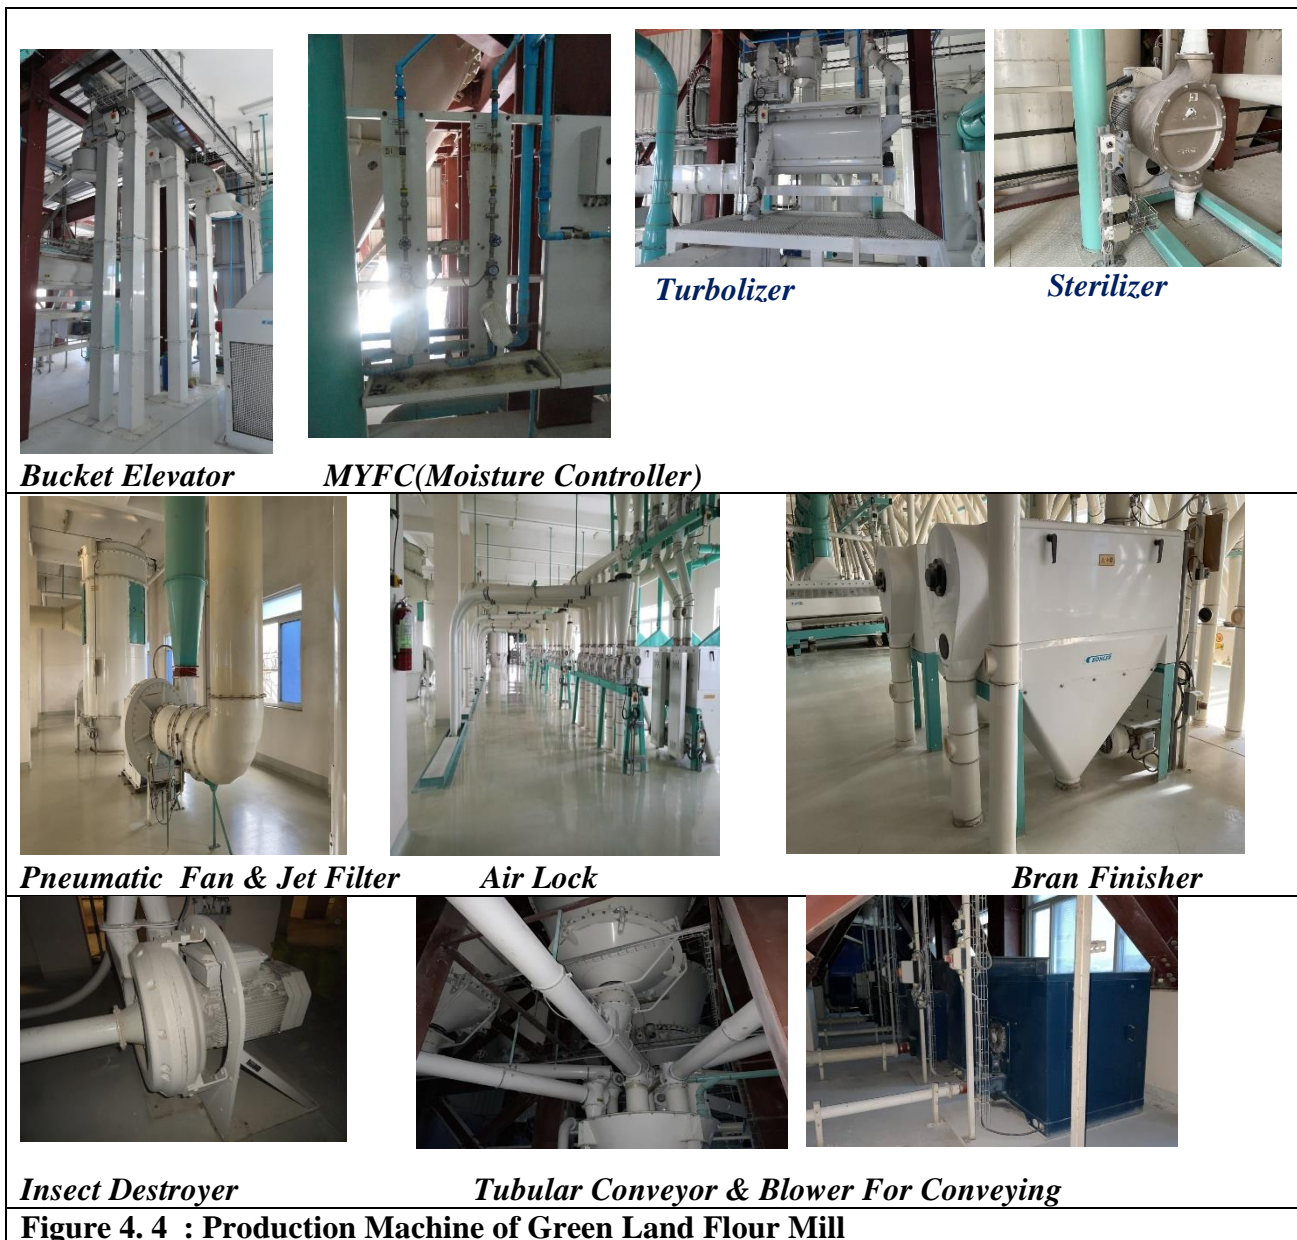 Turbolizer
Sterilizer
Bucket Elevator
MYFC(Moisture Controller)
BÜHLER
Pneumatic Fan & Jet Filter
Air Lock
Bran Finisher
Insect Destroyer
Tubular Conveyor & Blower For Conveying
Figure 4. 4 : Production Machine of Green Land Flour Mill